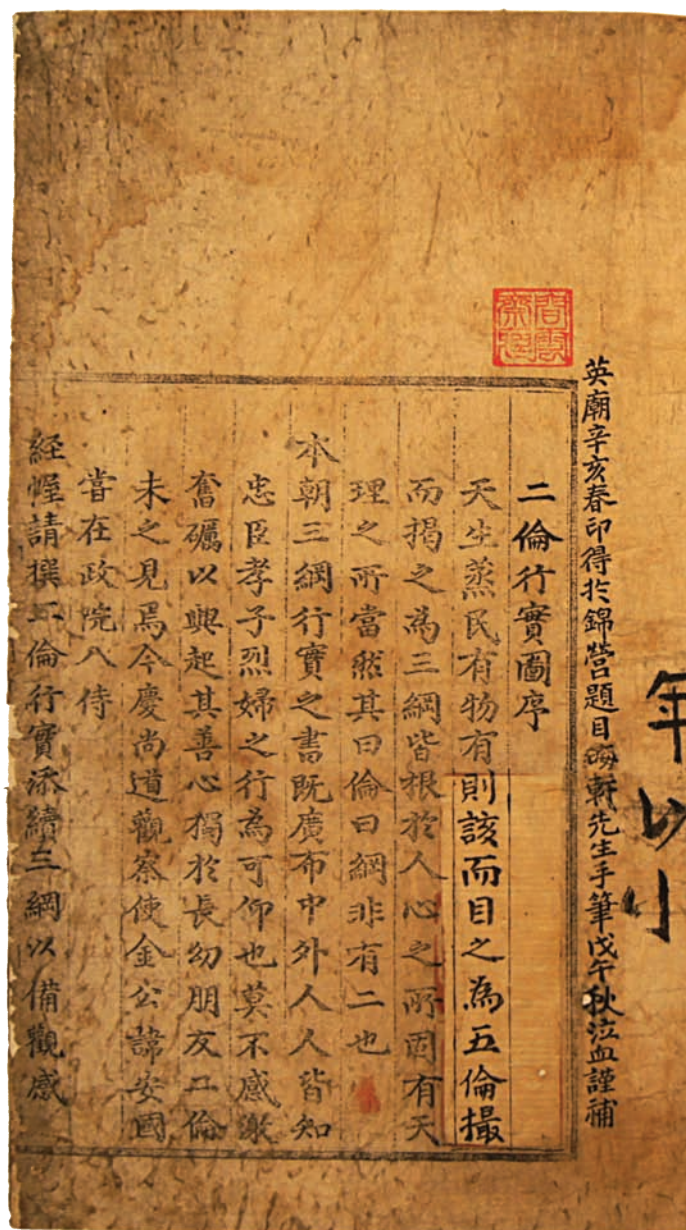 年以小
英廟辛亥春印得於錦營題目晦軒先生手筆戊午秋泣血謹補
二倫行實圖序
天生蒸民有物有則該而目之為五倫撮
而揭之為三綱皆根於人心之所固有天
理之所當然其曰倫曰綱非有二也
本朝三綱行實之書既廣布中外人人皆知
忠臣孝子烈婦之行為可仰也莫不感激
奮礪以興起其善心獨於長幼朋友二倫
未之見焉今慶尚道觀察使金公諱安國
甞在政院入侍
経幄請撰二倫行實添續三綱以備觀感